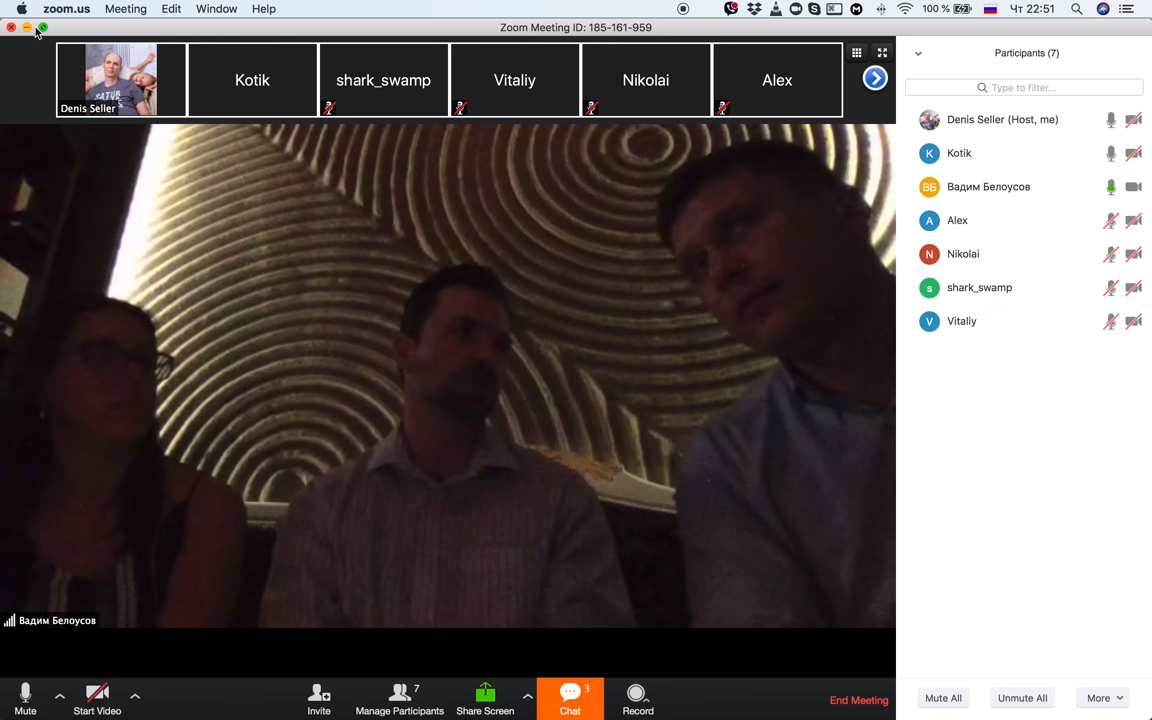 zoom.us Meeting Edit Window Help 100 % Чт 22:51
Zoom Meeting ID: 185-161-959
Denis Seller
Kotik
shark_swamp
Vitaliy
Nikolai
Alex
Participants (7)
Type to filter...
Denis Seller (Host, me)
K Kotik
ВБ Вадим Белоусов
A Alex
N Nikolai
s shark_swamp
V Vitaliy
Вадим Белоусов
Mute
Start Video
Invite
7
Manage Participants
Share Screen
3
Chat
Record
End Meeting
Mute All
Unmute All
More